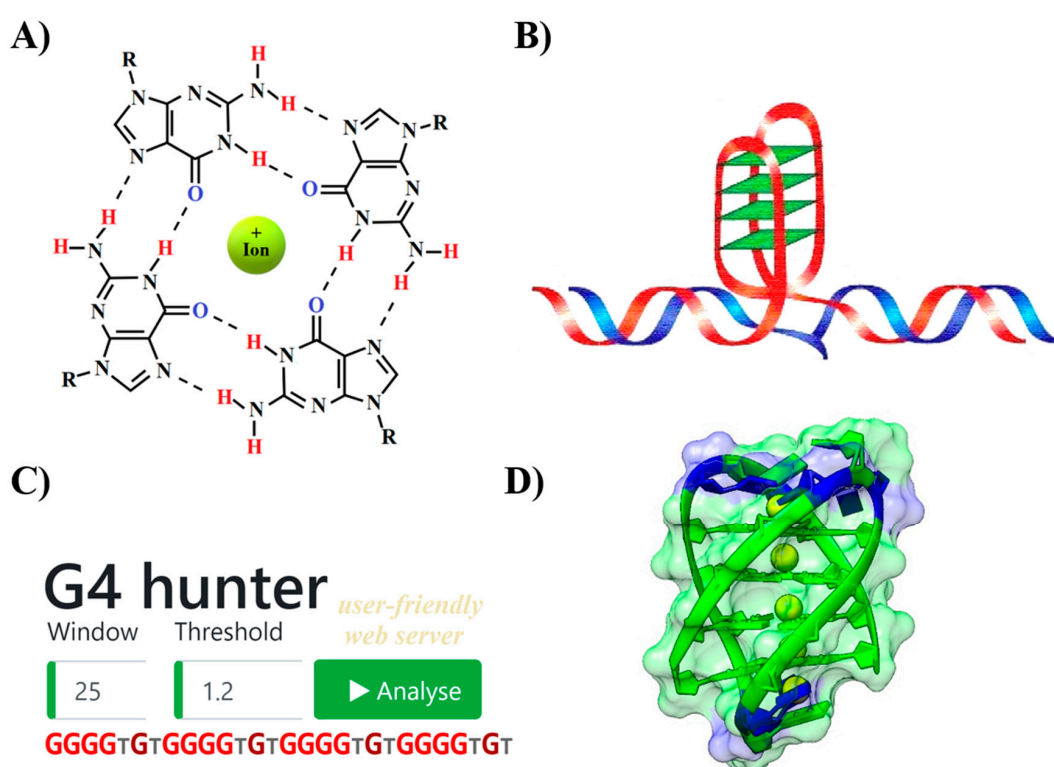 A)
H
R
N
N
N
H
R
N
N
N
H
N
O
O
N
H
N
H
N
H
H
N
H
+
Ion
N
H
N
O
O
H
N
N
N
N
R
H
N
N
N
R
H
B)
C)
G4 hunter
user-friendly
web server
Window
Threshold
25
1.2
Analyse
GGGGTGTGGGGTGTGGGGTGTGGGGTGT
D)